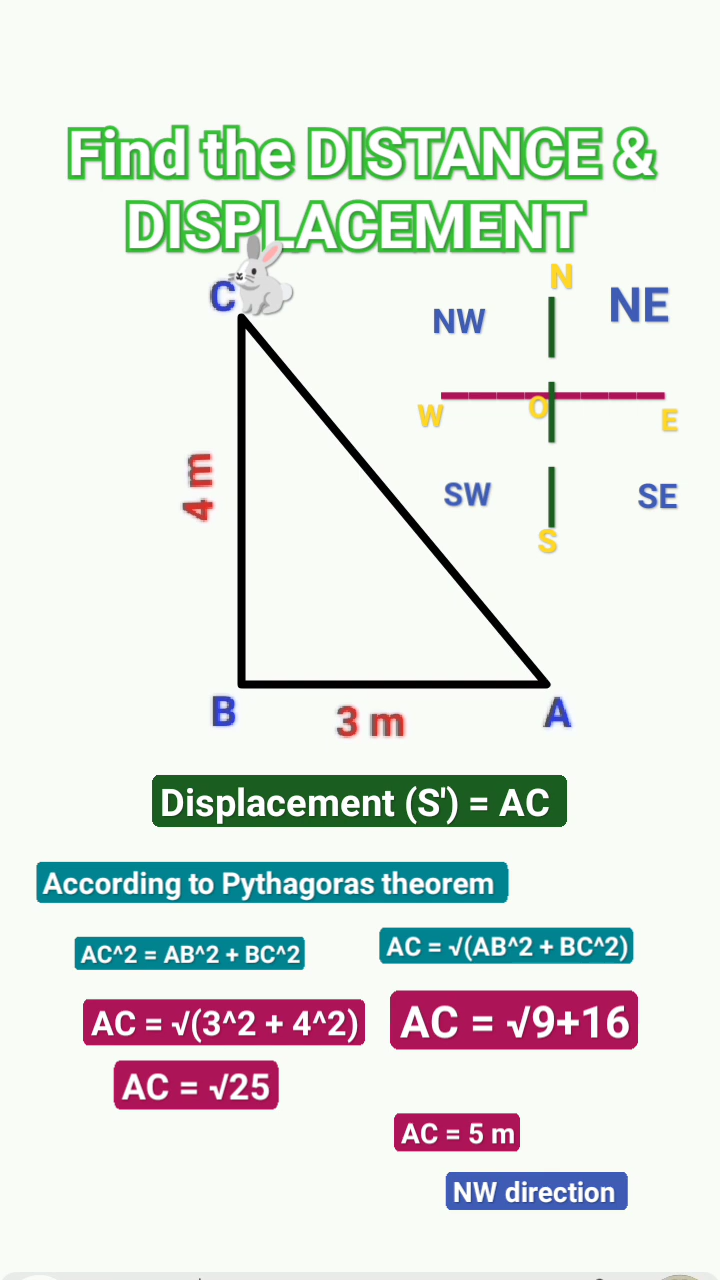 Find the DISTANCE &
DISPLACEMENT
C
N
NW
NE
W
O
E
4 m
SW
SE
S
B
3 m
A
Displacement (S') = AC
According to Pythagoras theorem
AC^2 = AB^2 + BC^2
AC = √(AB^2 + BC^2)
AC = √(3^2 + 4^2)
AC = √9+16
AC = √25
AC = 5 m
NW direction